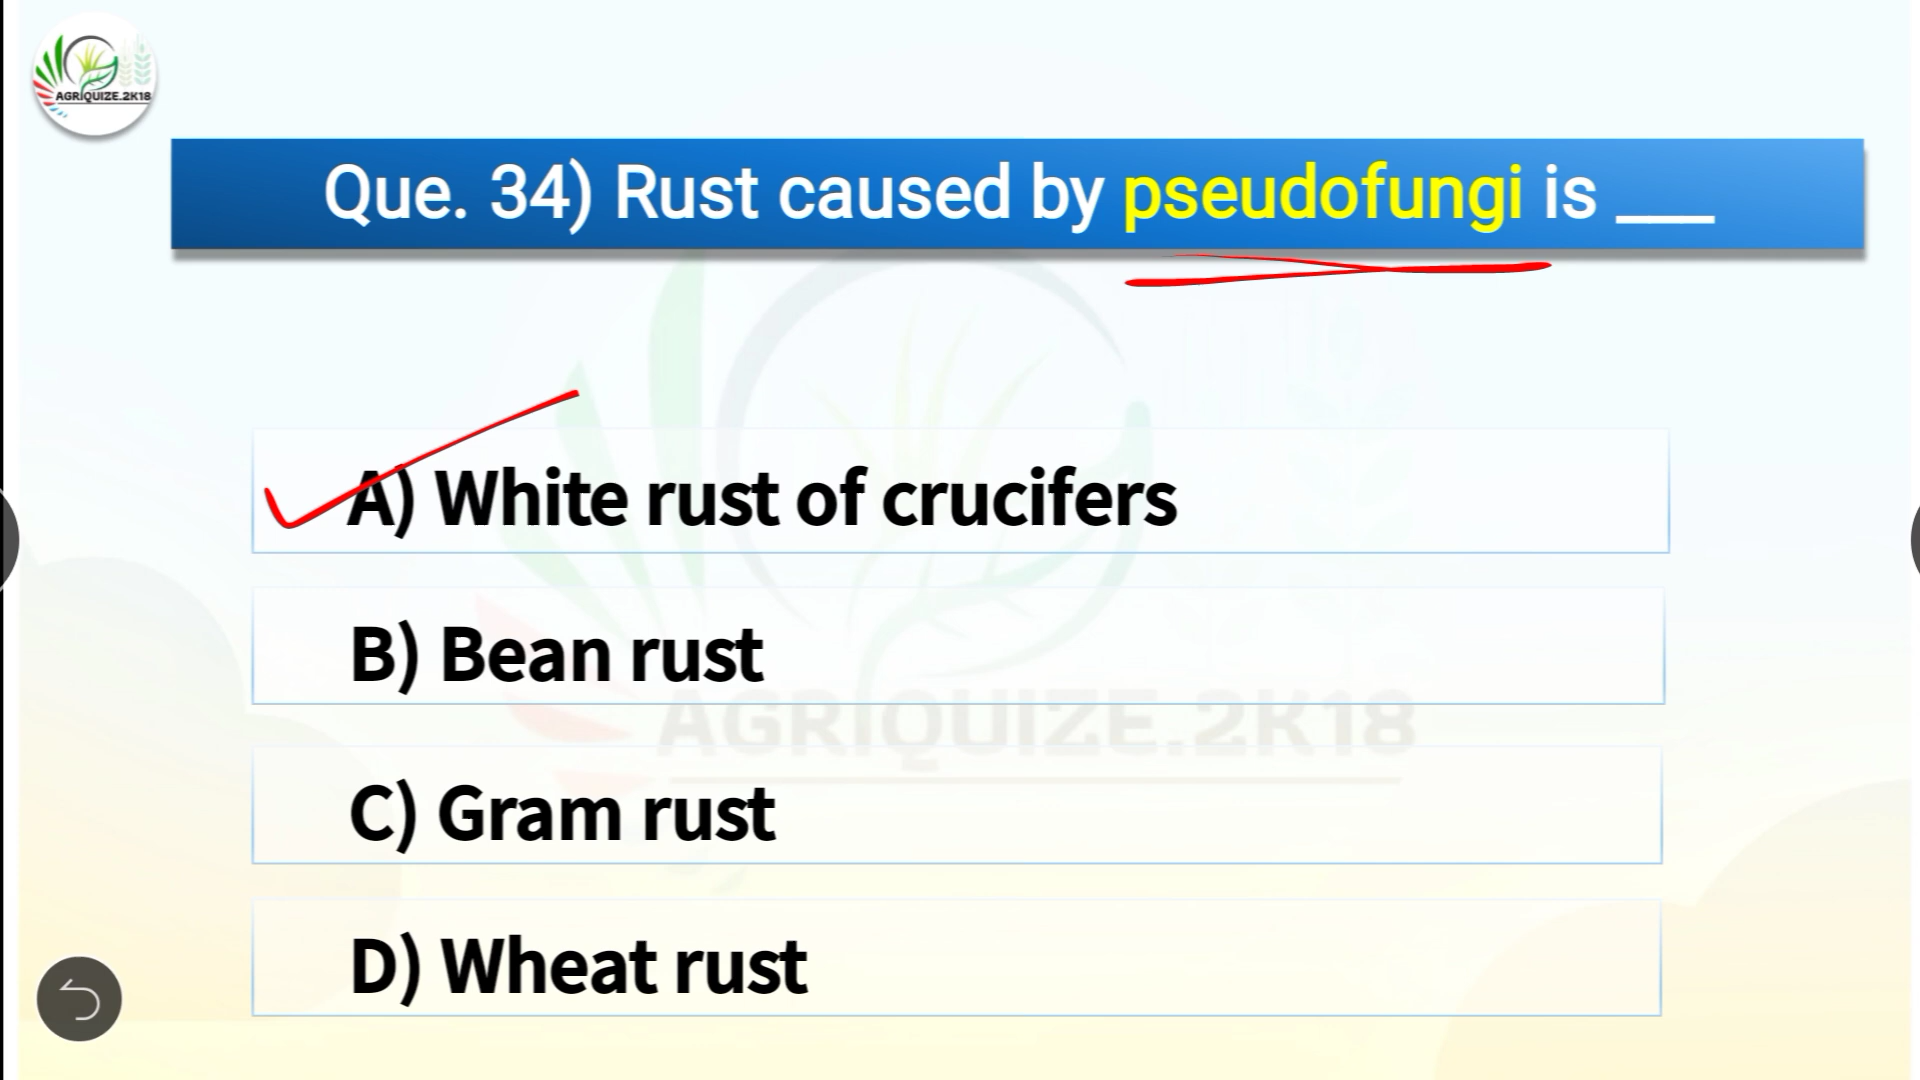 AGRIQUIZE.2K18
Que. 34) Rust caused by pseudofungi is ___
A) White rust of crucifers
B) Bean rust
AGRIQUIZE.2K18
C) Gram rust
D) Wheat rust